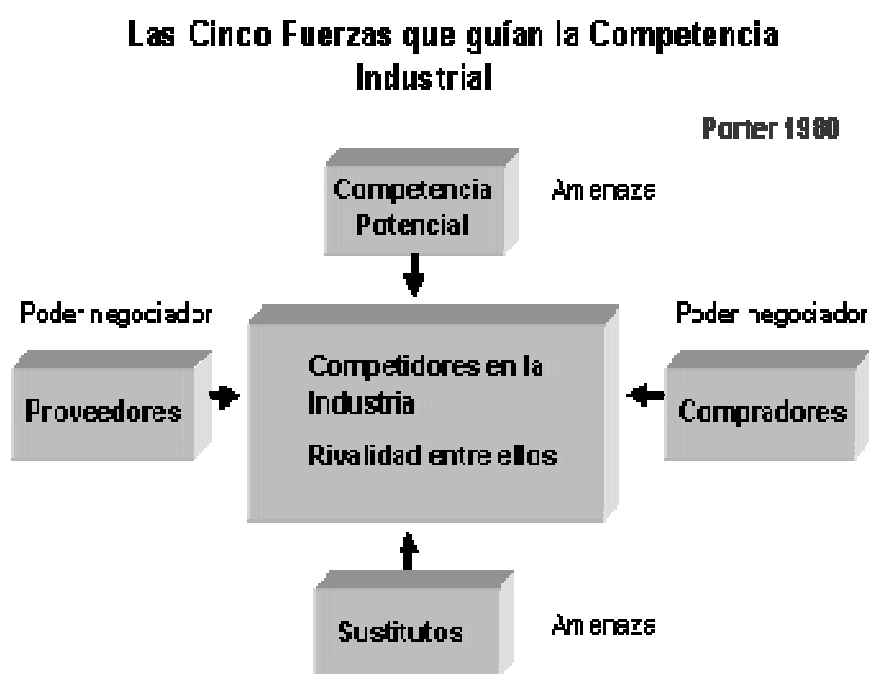 Las Cinco Fuerzas que guían la Competencia
Industrial
Porter 1980
Competencia
Potencial
Amenaza
Poder negociador
Poder negociador
Proveedores
Competidores en la
Industria
Rivalidad entre ellos
Compradores
Sustitutos
Amenaza